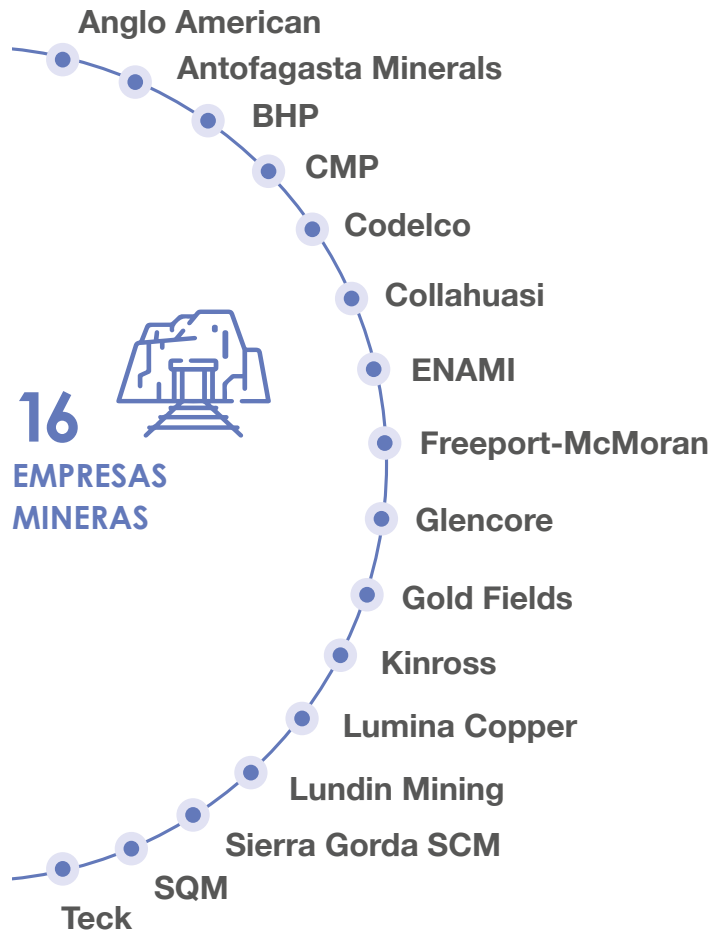 Anglo American
Antofagasta Minerals
BHP
CMP
Codelco
Collahuasi
ENAMI
Freeport-McMoran
Glencore
Gold Fields
Kinross
Lumina Copper
Lundin Mining
Sierra Gorda SCM
SQM
Teck
16
EMPRESAS
MINERAS